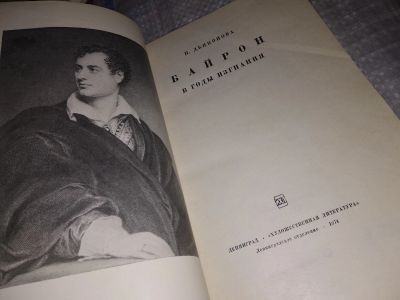 Н. ДЬЯКОНОВА
БАЙРОН
В ГОДЫ ИЗГНАНИЯ
ЛЕНИНГРАД · «ХУДОЖЕСТВЕННАЯ ЛИТЕРАТУРА»
Ленинградское отделение · 1974